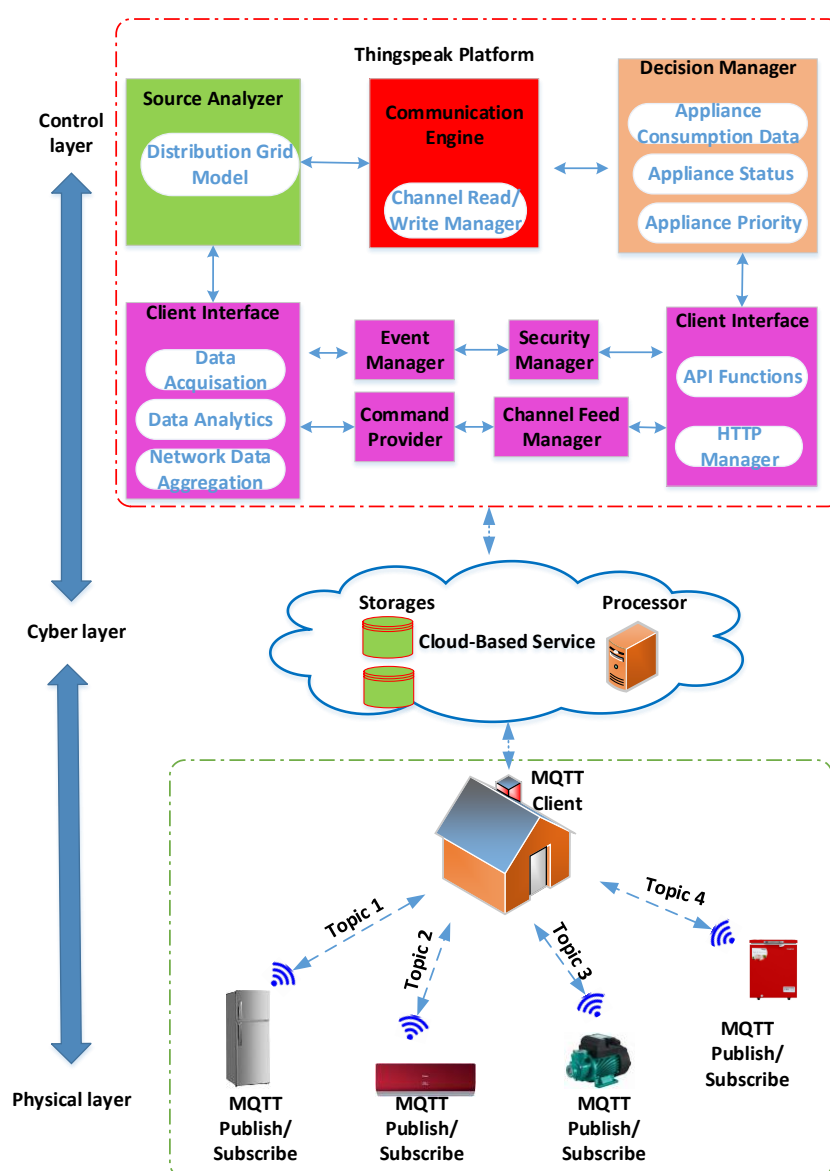 Thingspeak Platform
Control
layer
Source Analyzer
Distribution Grid
Model
Communication
Engine
Channel Read/
Write Manager
Decision Manager
Appliance
Consumption Data
Appliance Status
Appliance Priority
Client Interface
Data
Acquisation
Data Analytics
Network Data
Aggregation
Event
Manager
Security
Manager
Command
Provider
Channel Feed
Manager
Client Interface
API Functions
HTTP
Manager
Cyber layer
Storages
Processor
Cloud-Based Service
MQTT
Client
Topic 1
Topic 2
Topic 3
Topic 4
Physical layer
MQTT
Publish/
Subscribe
MQTT
Publish/
Subscribe
MQTT
Publish/
Subscribe
MQTT
Publish/
Subscribe